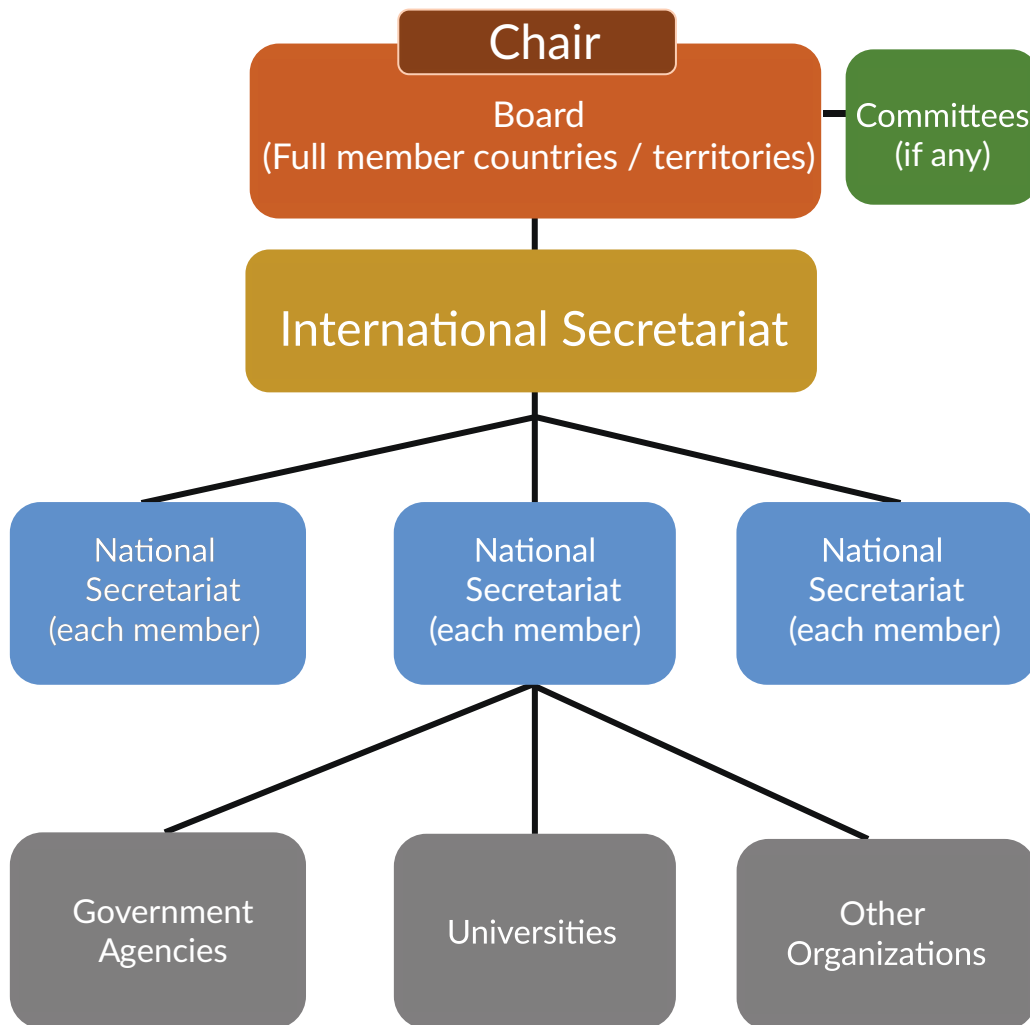 Chair
Board
(Full member countries / territories)
Committees
(if any)
International Secretariat
National
Secretariat
(each member)
National
Secretariat
(each member)
National
Secretariat
(each member)
Government
Agencies
Universities
Other
Organizations